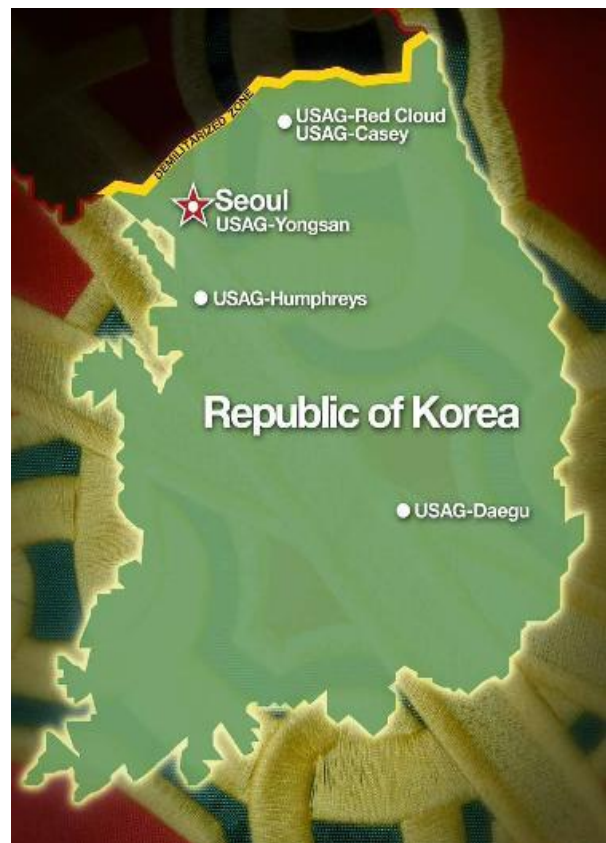 DEMILITARIZED ZONE
USAG-Red Cloud
USAG-Casey
Seoul
USAG-Yongsan
USAG-Humphreys
Republic of Korea
USAG-Daegu